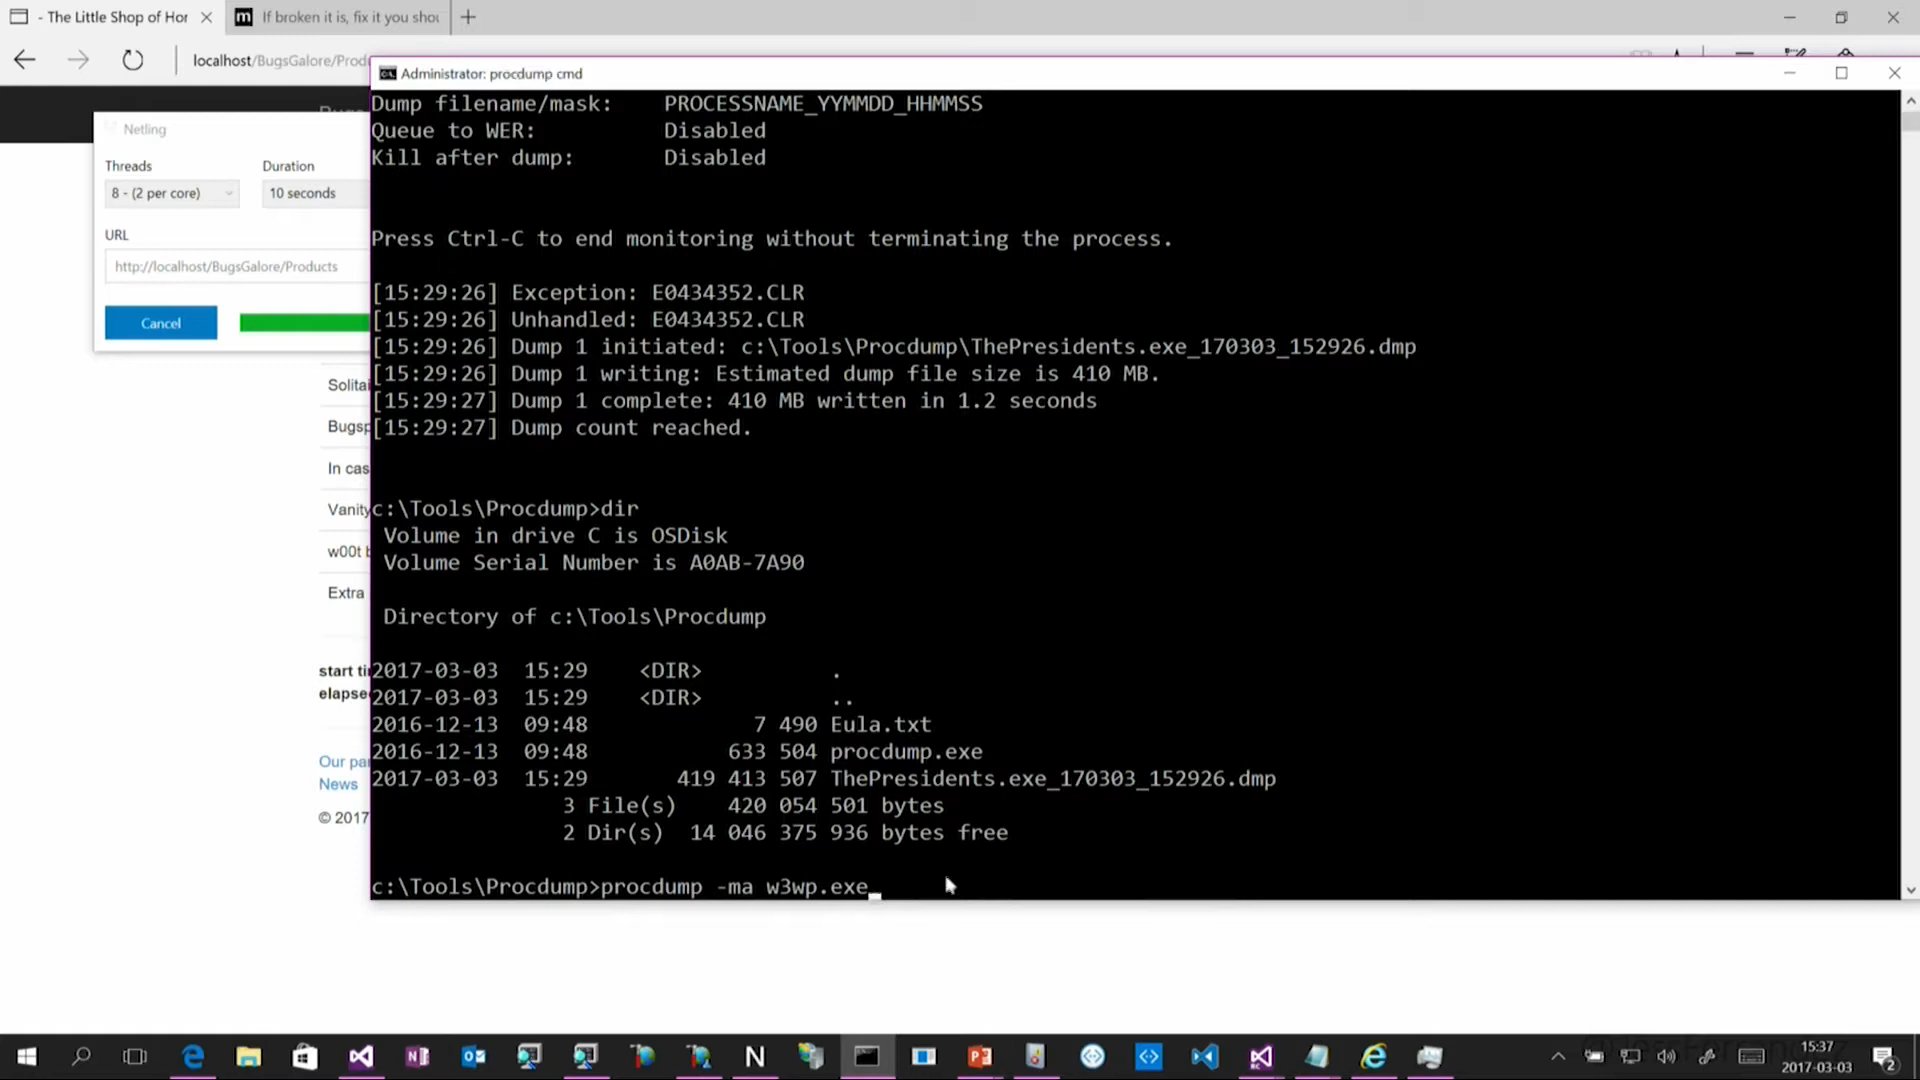 - The Little Shop of Hor
If broken it is, fix it you shou
localhost/BugsGalore/Produ
Administrator: procdump cmd
Netling
Threads
Duration
8 - (2 per core)
10 seconds
URL
http://localhost/BugsGalore/Products
Cancel
Solitai
Bugsp
In cas
Vanity
w00t b
Extra
start tin
elapse
Our par
News
© 2017
Dump filename/mask: PROCESSNAME_YYMMDD_HHMMSS
Queue to WER: Disabled
Kill after dump: Disabled
Press Ctrl-C to end monitoring without terminating the process.
[15:29:26] Exception: E0434352.CLR
[15:29:26] Unhandled: E0434352.CLR
[15:29:26] Dump 1 initiated: c:\Tools\Procdump\ThePresidents.exe_170303_152926.dmp
[15:29:26] Dump 1 writing: Estimated dump file size is 410 MB.
[15:29:27] Dump 1 complete: 410 MB written in 1.2 seconds
[15:29:27] Dump count reached.
c:\Tools\Procdump>dir
Volume in drive C is OSDisk
Volume Serial Number is A0AB-7A90
Directory of c:\Tools\Procdump
2017-03-03 15:29 <DIR> .
2017-03-03 15:29 <DIR> ..
2016-12-13 09:48 7 490 Eula.txt
2016-12-13 09:48 633 504 procdump.exe
2017-03-03 15:29 419 413 507 ThePresidents.exe_170303_152926.dmp
3 File(s) 420 054 501 bytes
2 Dir(s) 14 046 375 936 bytes free
c:\Tools\Procdump>procdump -ma w3wp.exe
15:37
2017-03-03
2